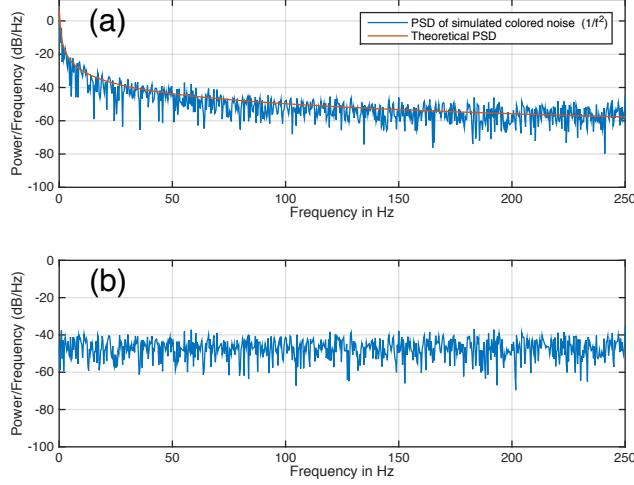 (a)
PSD of simulated colored noise (1/f²)
Theoretical PSD
Power/Frequency (dB/Hz)
0
-20
-40
-60
-80
-100
0 50 100 150 200 250
Frequency in Hz
(b)
Power/Frequency (dB/Hz)
0
-20
-40
-60
-80
-100
0 50 100 150 200 250
Frequency in Hz